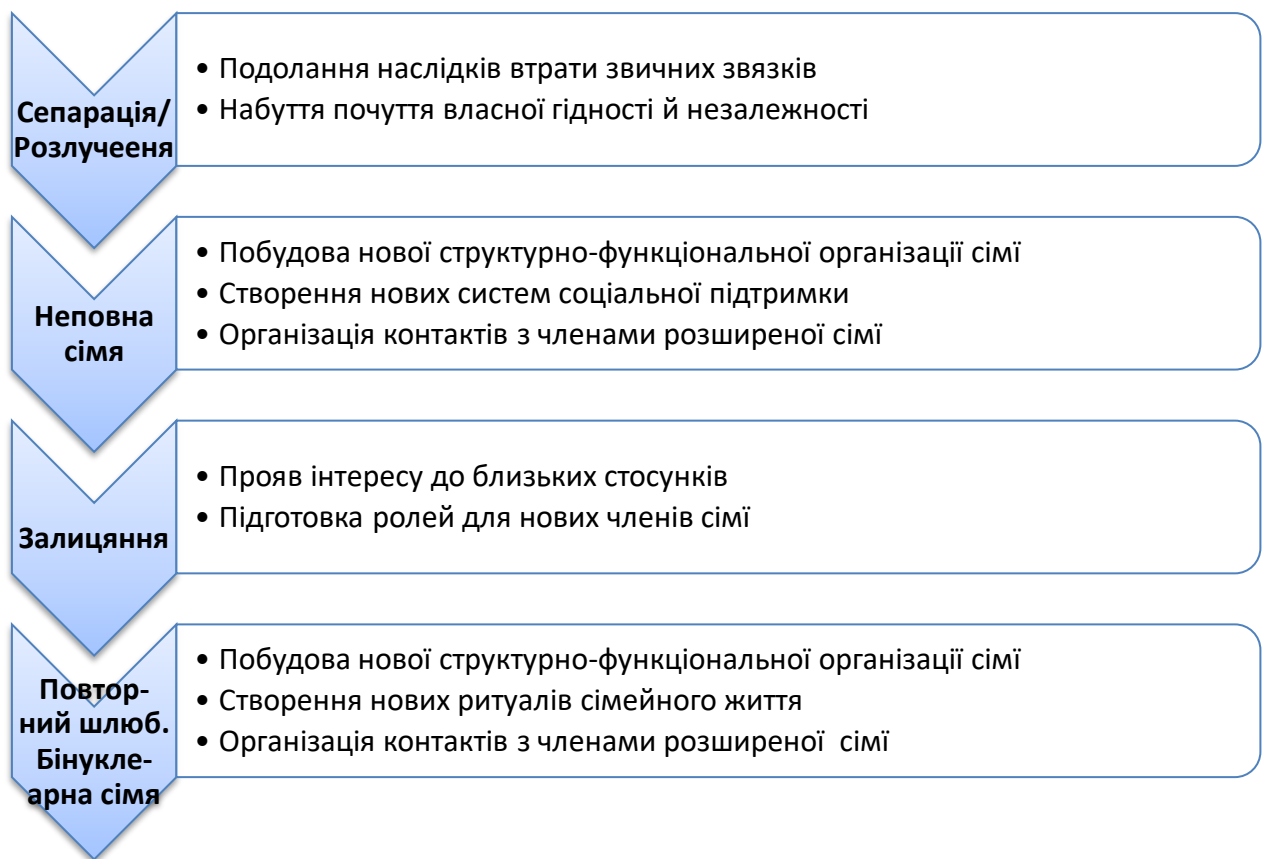 Сепарація/
Розлучееня
• Подолання наслідків втрати звичних звязків
• Набуття почуття власної гідності й незалежності
Неповна
сімя
• Побудова нової структурно-функціональної організації сімї
• Створення нових систем соціальної підтримки
• Організація контактів з членами розширеної сімї
Залицяння
• Прояв інтересу до близьких стосунків
• Підготовка ролей для нових членів сімї
Повтор-
ний шлюб.
Бінукле-
арна сімя
• Побудова нової структурно-функціональної організації сімї
• Створення нових ритуалів сімейного життя
• Організація контактів з членами розширеної сімї